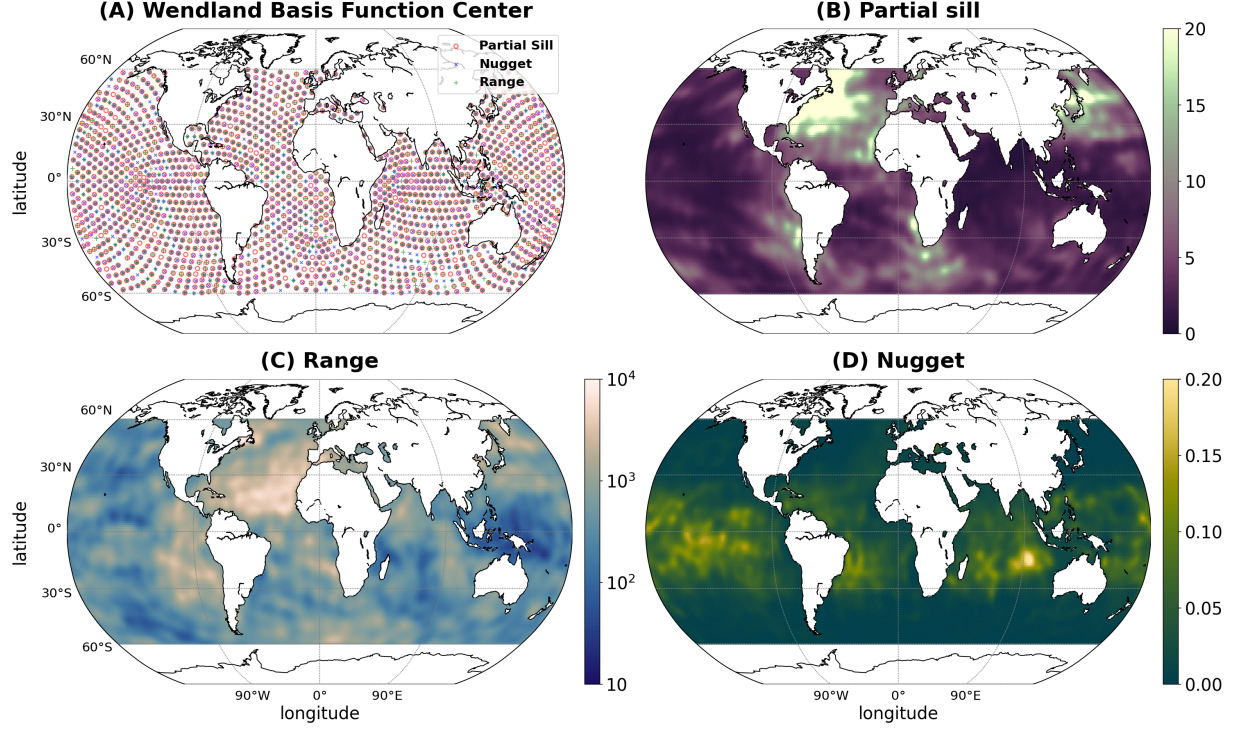 (A) Wendland Basis Function Center
Partial Sill
Nugget
Range
60°N
30°N
0°
30°S
60°S
latitude
(B) Partial sill
20
15
10
5
0
(C) Range
60°N
30°N
0°
30°S
60°S
latitude
90°W 0° 90°E
longitude
10⁴
10³
10²
10
(D) Nugget
90°W 0° 90°E
longitude
0.20
0.15
0.10
0.05
0.00